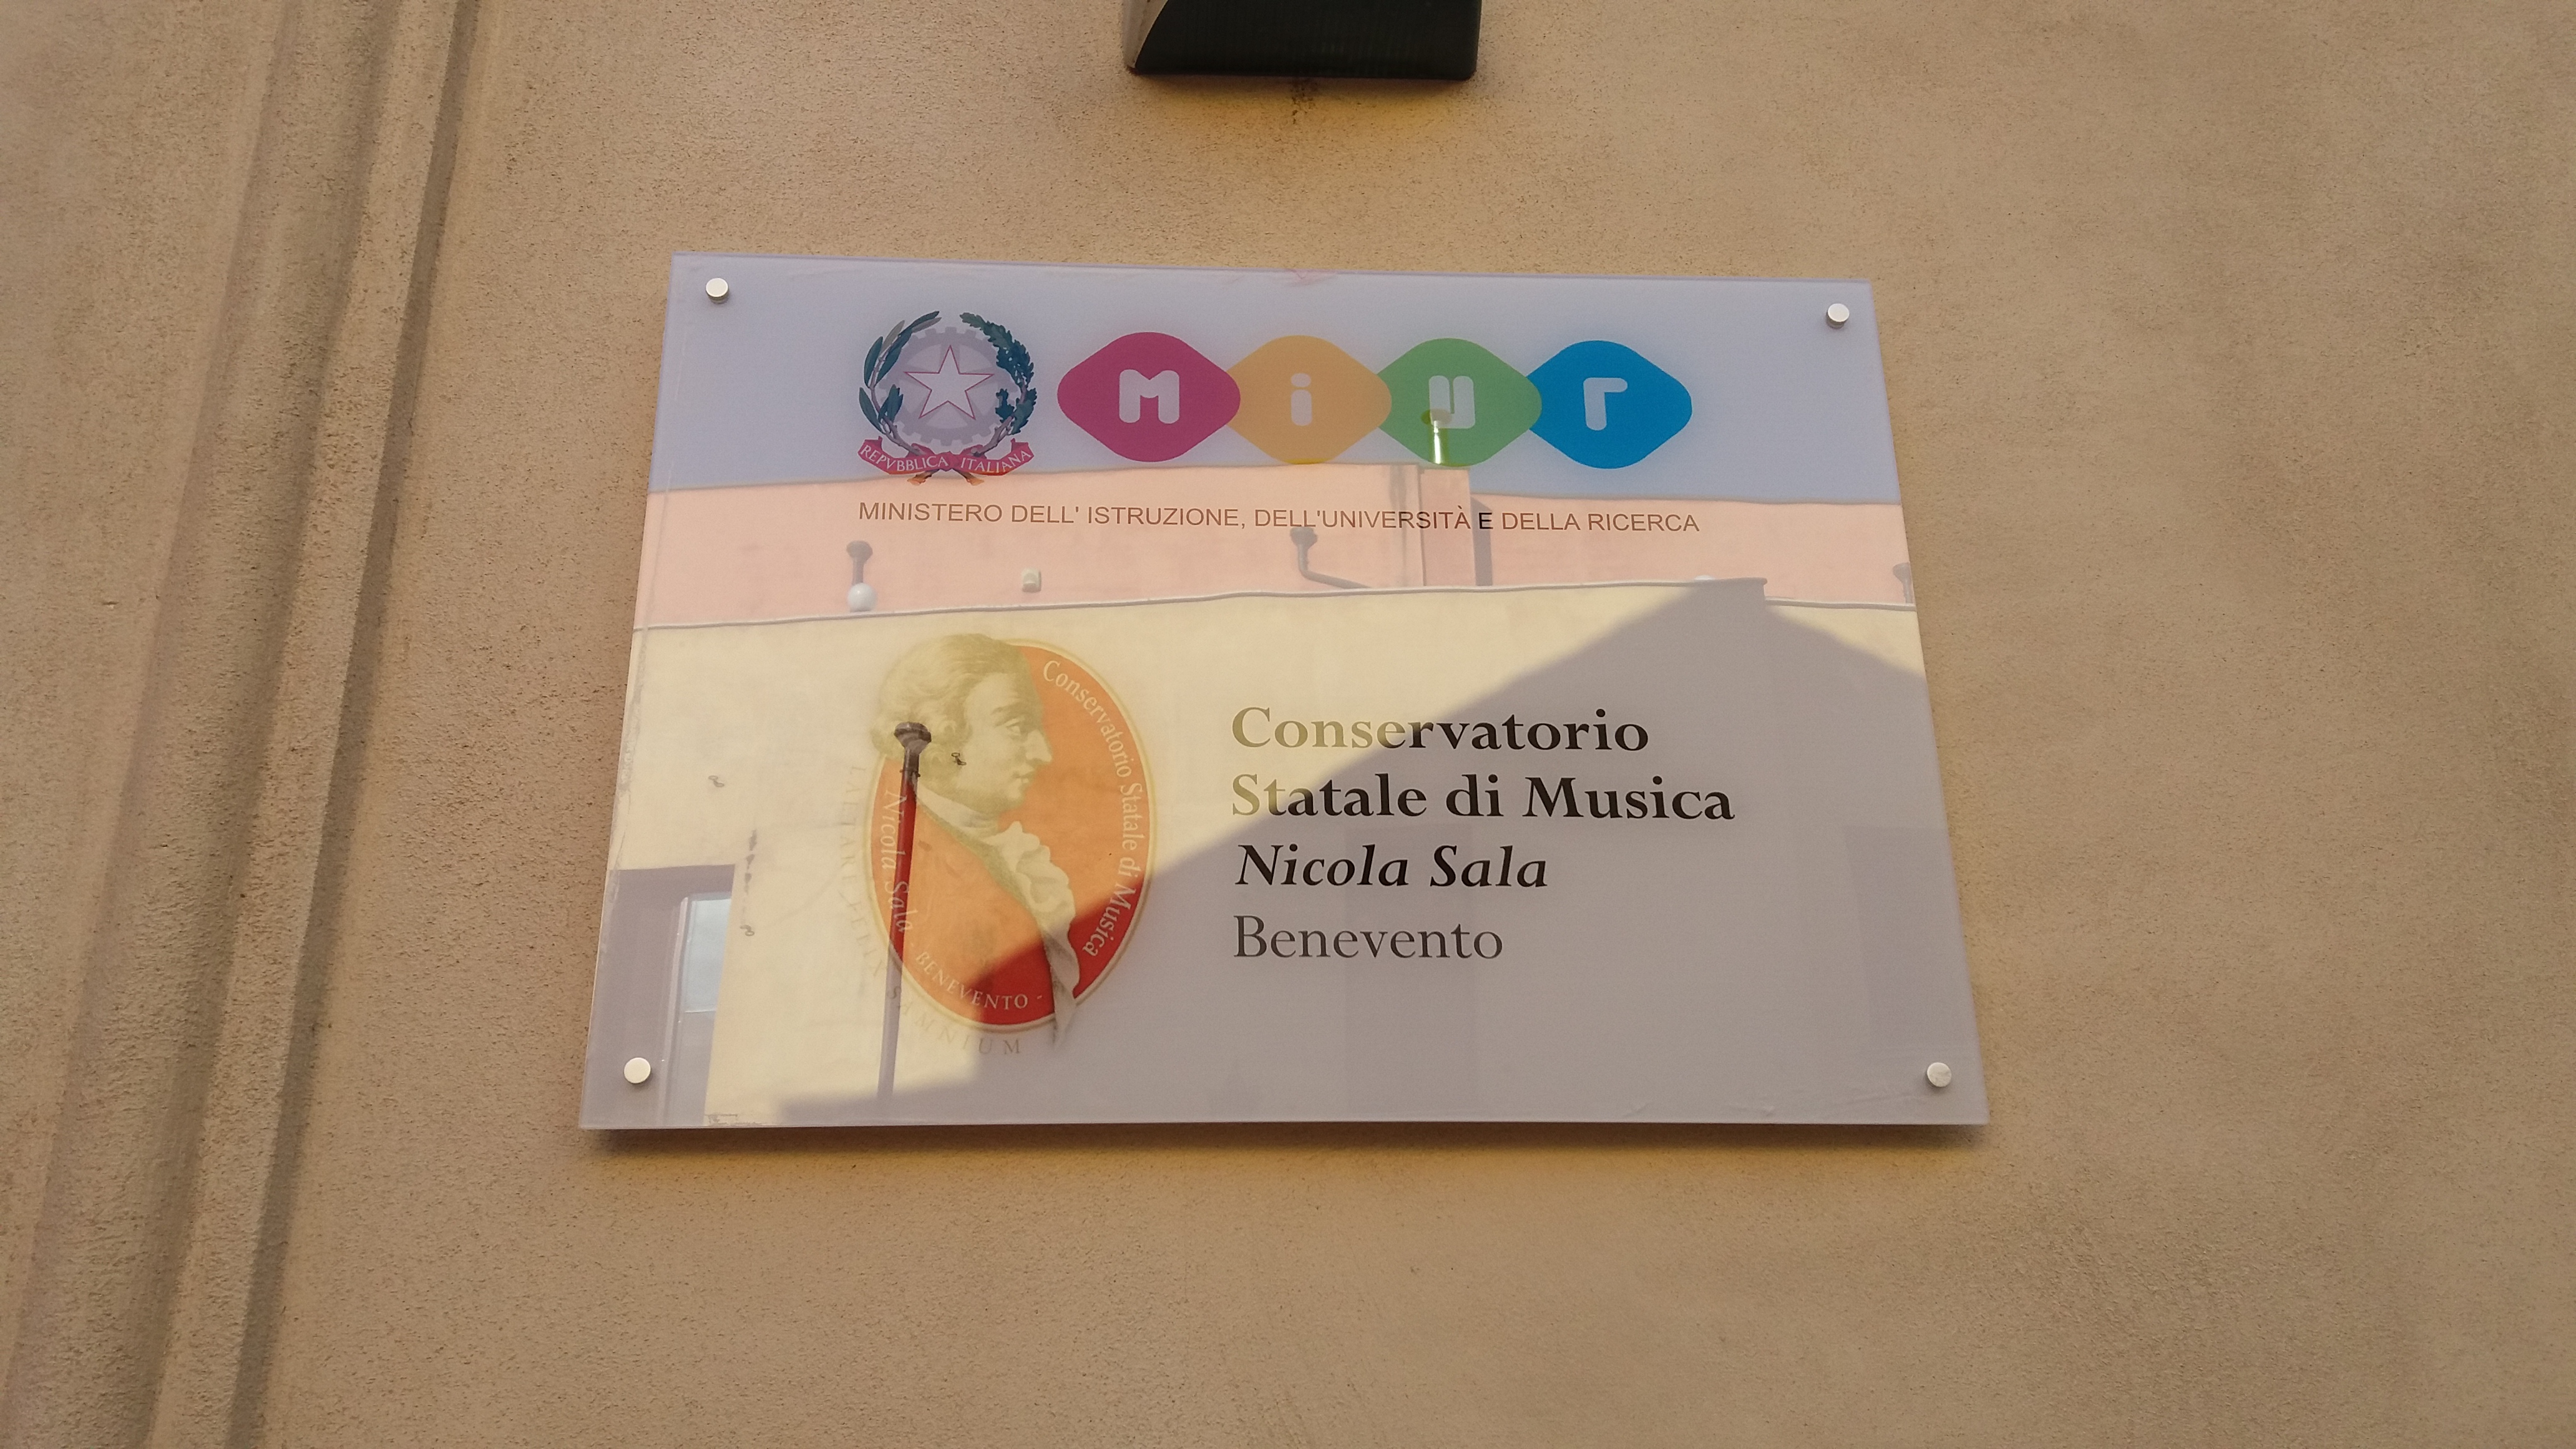 REPVBBLICA ITALIANA
M i u r
MINISTERO DELL' ISTRUZIONE, DELL'UNIVERSITÀ E DELLA RICERCA
Conservatorio Statale di Musica
Nicola Sala
- BENEVENTO -
SAMNIUM
Conservatorio
Statale di Musica
Nicola Sala
Benevento